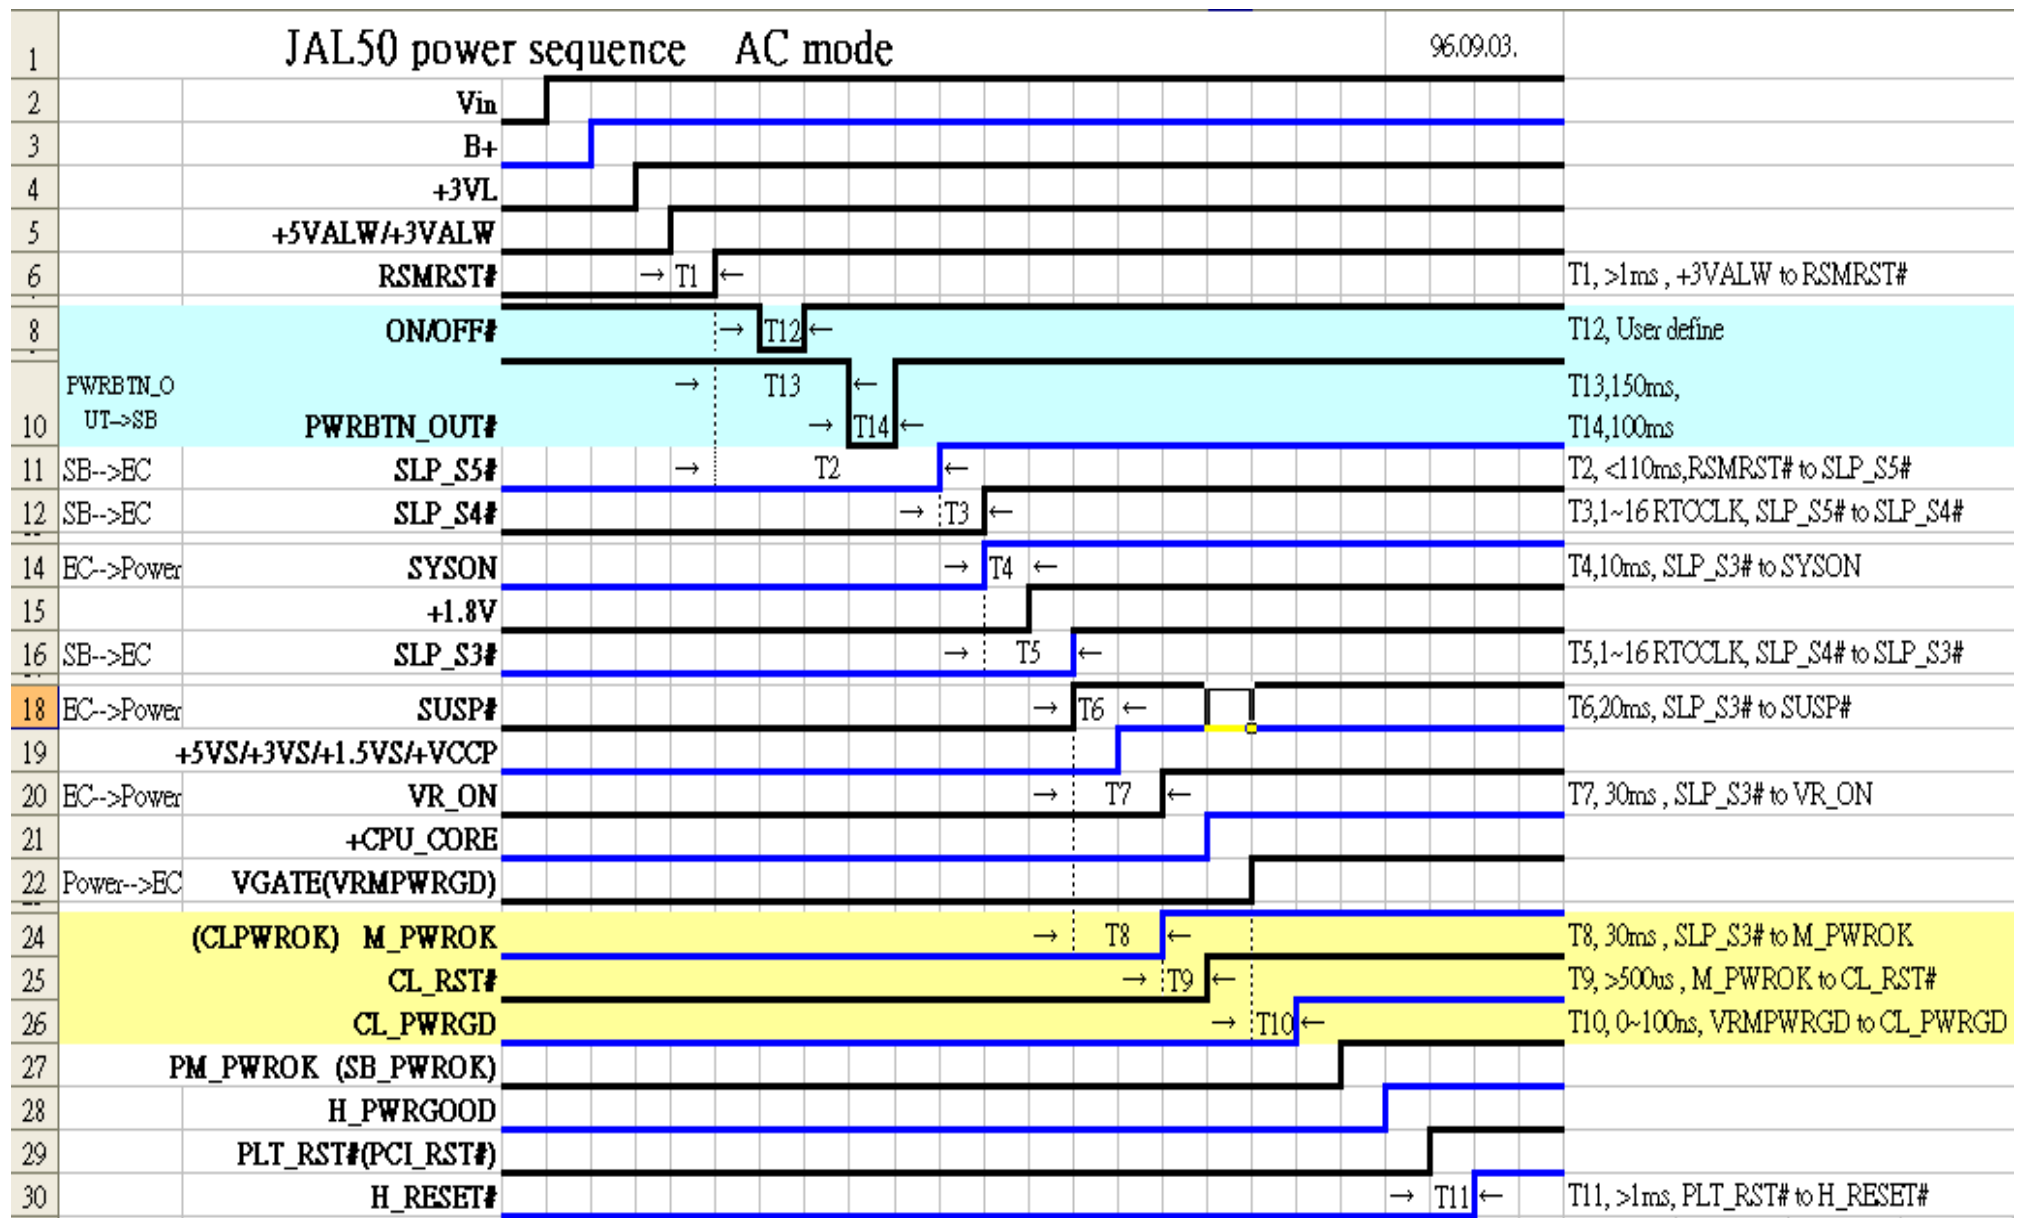 1 JAL50 power sequence AC mode 96.09.03.
2 Vin
3 B+
4 +3VL
5 +5VALW/+3VALW
6 RSMRST# → T1 ← T1, >1ms , +3VALW to RSMRST#
8 ON/OFF# → T12 ← T12, User define
PWRBTN_O → T13 ← T13,150ms,
UT-->SB
10 PWRBTN_OUT# → T14 ← T14,100ms
11 SB-->EC SLP_S5# → T2 ← T2, <110ms,RSMRST# to SLP_S5#
12 SB-->EC SLP_S4# → T3 ← T3,1~16 RTCCLK, SLP_S5# to SLP_S4#
14 EC-->Power SYSON → T4 ← T4,10ms, SLP_S3# to SYSON
15 +1.8V
16 SB-->EC SLP_S3# → T5 ← T5,1~16 RTCCLK, SLP_S4# to SLP_S3#
18 EC-->Power SUSP# → T6 ← T6,20ms, SLP_S3# to SUSP#
19 +5VS/+3VS/+1.5VS/+VCCP
20 EC-->Power VR_ON → T7 ← T7, 30ms , SLP_S3# to VR_ON
21 +CPU_CORE
22 Power-->EC VGATE(VRMPWRGD)
24 (CLPWROK) M_PWROK → T8 ← T8, 30ms , SLP_S3# to M_PWROK
25 CL_RST# → T9 ← T9, >500us , M_PWROK to CL_RST#
26 CL_PWRGD → T10 ← T10, 0~100ns, VRMPWRGD to CL_PWRGD
27 PM_PWROK (SB_PWROK)
28 H_PWRGOOD
29 PLT_RST#(PCI_RST#)
30 H_RESET# → T11 ← T11, >1ms, PLT_RST# to H_RESET#